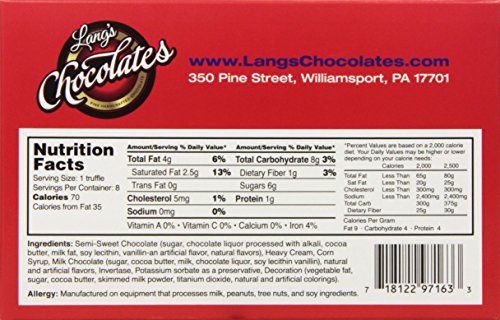 Lang's
Chocolates
FINE HANDCRAFTED CHOCOLATES
www.LangsChocolates.com
350 Pine Street, Williamsport, PA 17701
Nutrition
Facts
Serving Size: 1 truffle
Servings Per Container: 8
Calories 70
Calories from Fat 35
Amount/Serving % Daily Value*
Total Fat 4g 6%
Saturated Fat 2.5g 13%
Trans Fat 0g
Cholesterol 5mg 1%
Sodium 0mg 0%
Amount/Serving % Daily Value*
Total Carbohydrate 8g 3%
Dietary Fiber 1g 3%
Sugars 6g
Protein 1g
Vitamin A 0% • Vitamin C 0% • Calcium 0% • Iron 4%
*Percent Values are based on a 2,000 calorie
diet. Your Daily Values may be higher or lower
depending on your calorie needs.
Calories 2,000 2,500
Total Fat Less Than 65g 80g
Sat Fat Less Than 20g 25g
Cholesterol Less Than 300mg 300mg
Sodium Less Than 2,400mg 2,400mg
Total Carb 300g 375g
Dietary Fiber 25g 30g
Calories Per Gram
Fat 9 · Carbohydrate 4 · Protein 4
Ingredients: Semi-Sweet Chocolate (sugar, chocolate liquor processed with alkali, cocoa
butter, milk fat, soy lecithin, vanillin-an artificial flavor, natural flavors), Heavy Cream, Corn
Syrup, Milk Chocolate (sugar, cocoa butter, milk, chocolate liquor, soy lecithin, vanillin), natural
and artificial flavors), Invertase, Potassium sorbate as a preservative, Decoration (vegetable fat,
sugar, cocoa butter, skimmed milk powder, titanium dioxide, natural and artificial colorings)
Allergy: Manufactured on equipment that processes milk, peanuts, tree nuts, and soy ingredients.
7 18122 97163 3